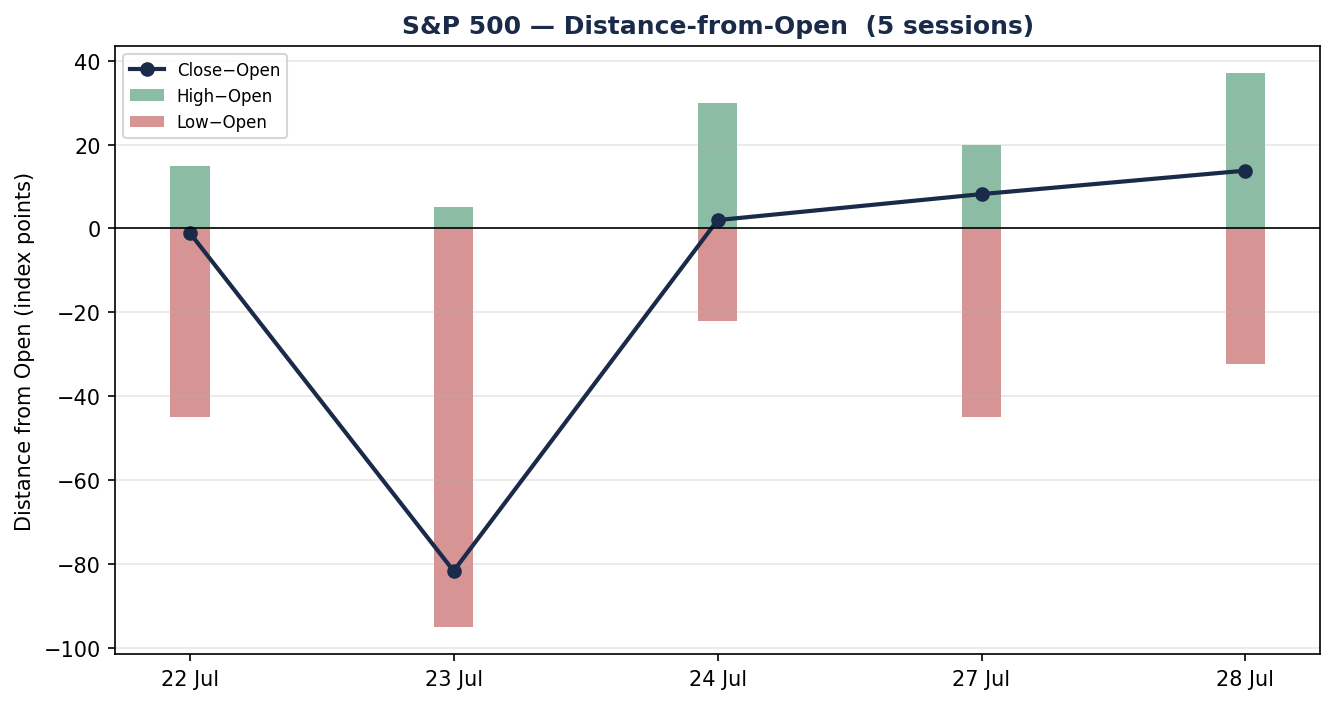 S&P 500 — Distance-from-Open  (5 sessions)
Close−Open
High−Open
Low−Open
Distance from Open (index points)
40
20
0
−20
−40
−60
−80
−100
22 Jul
23 Jul
24 Jul
27 Jul
28 Jul